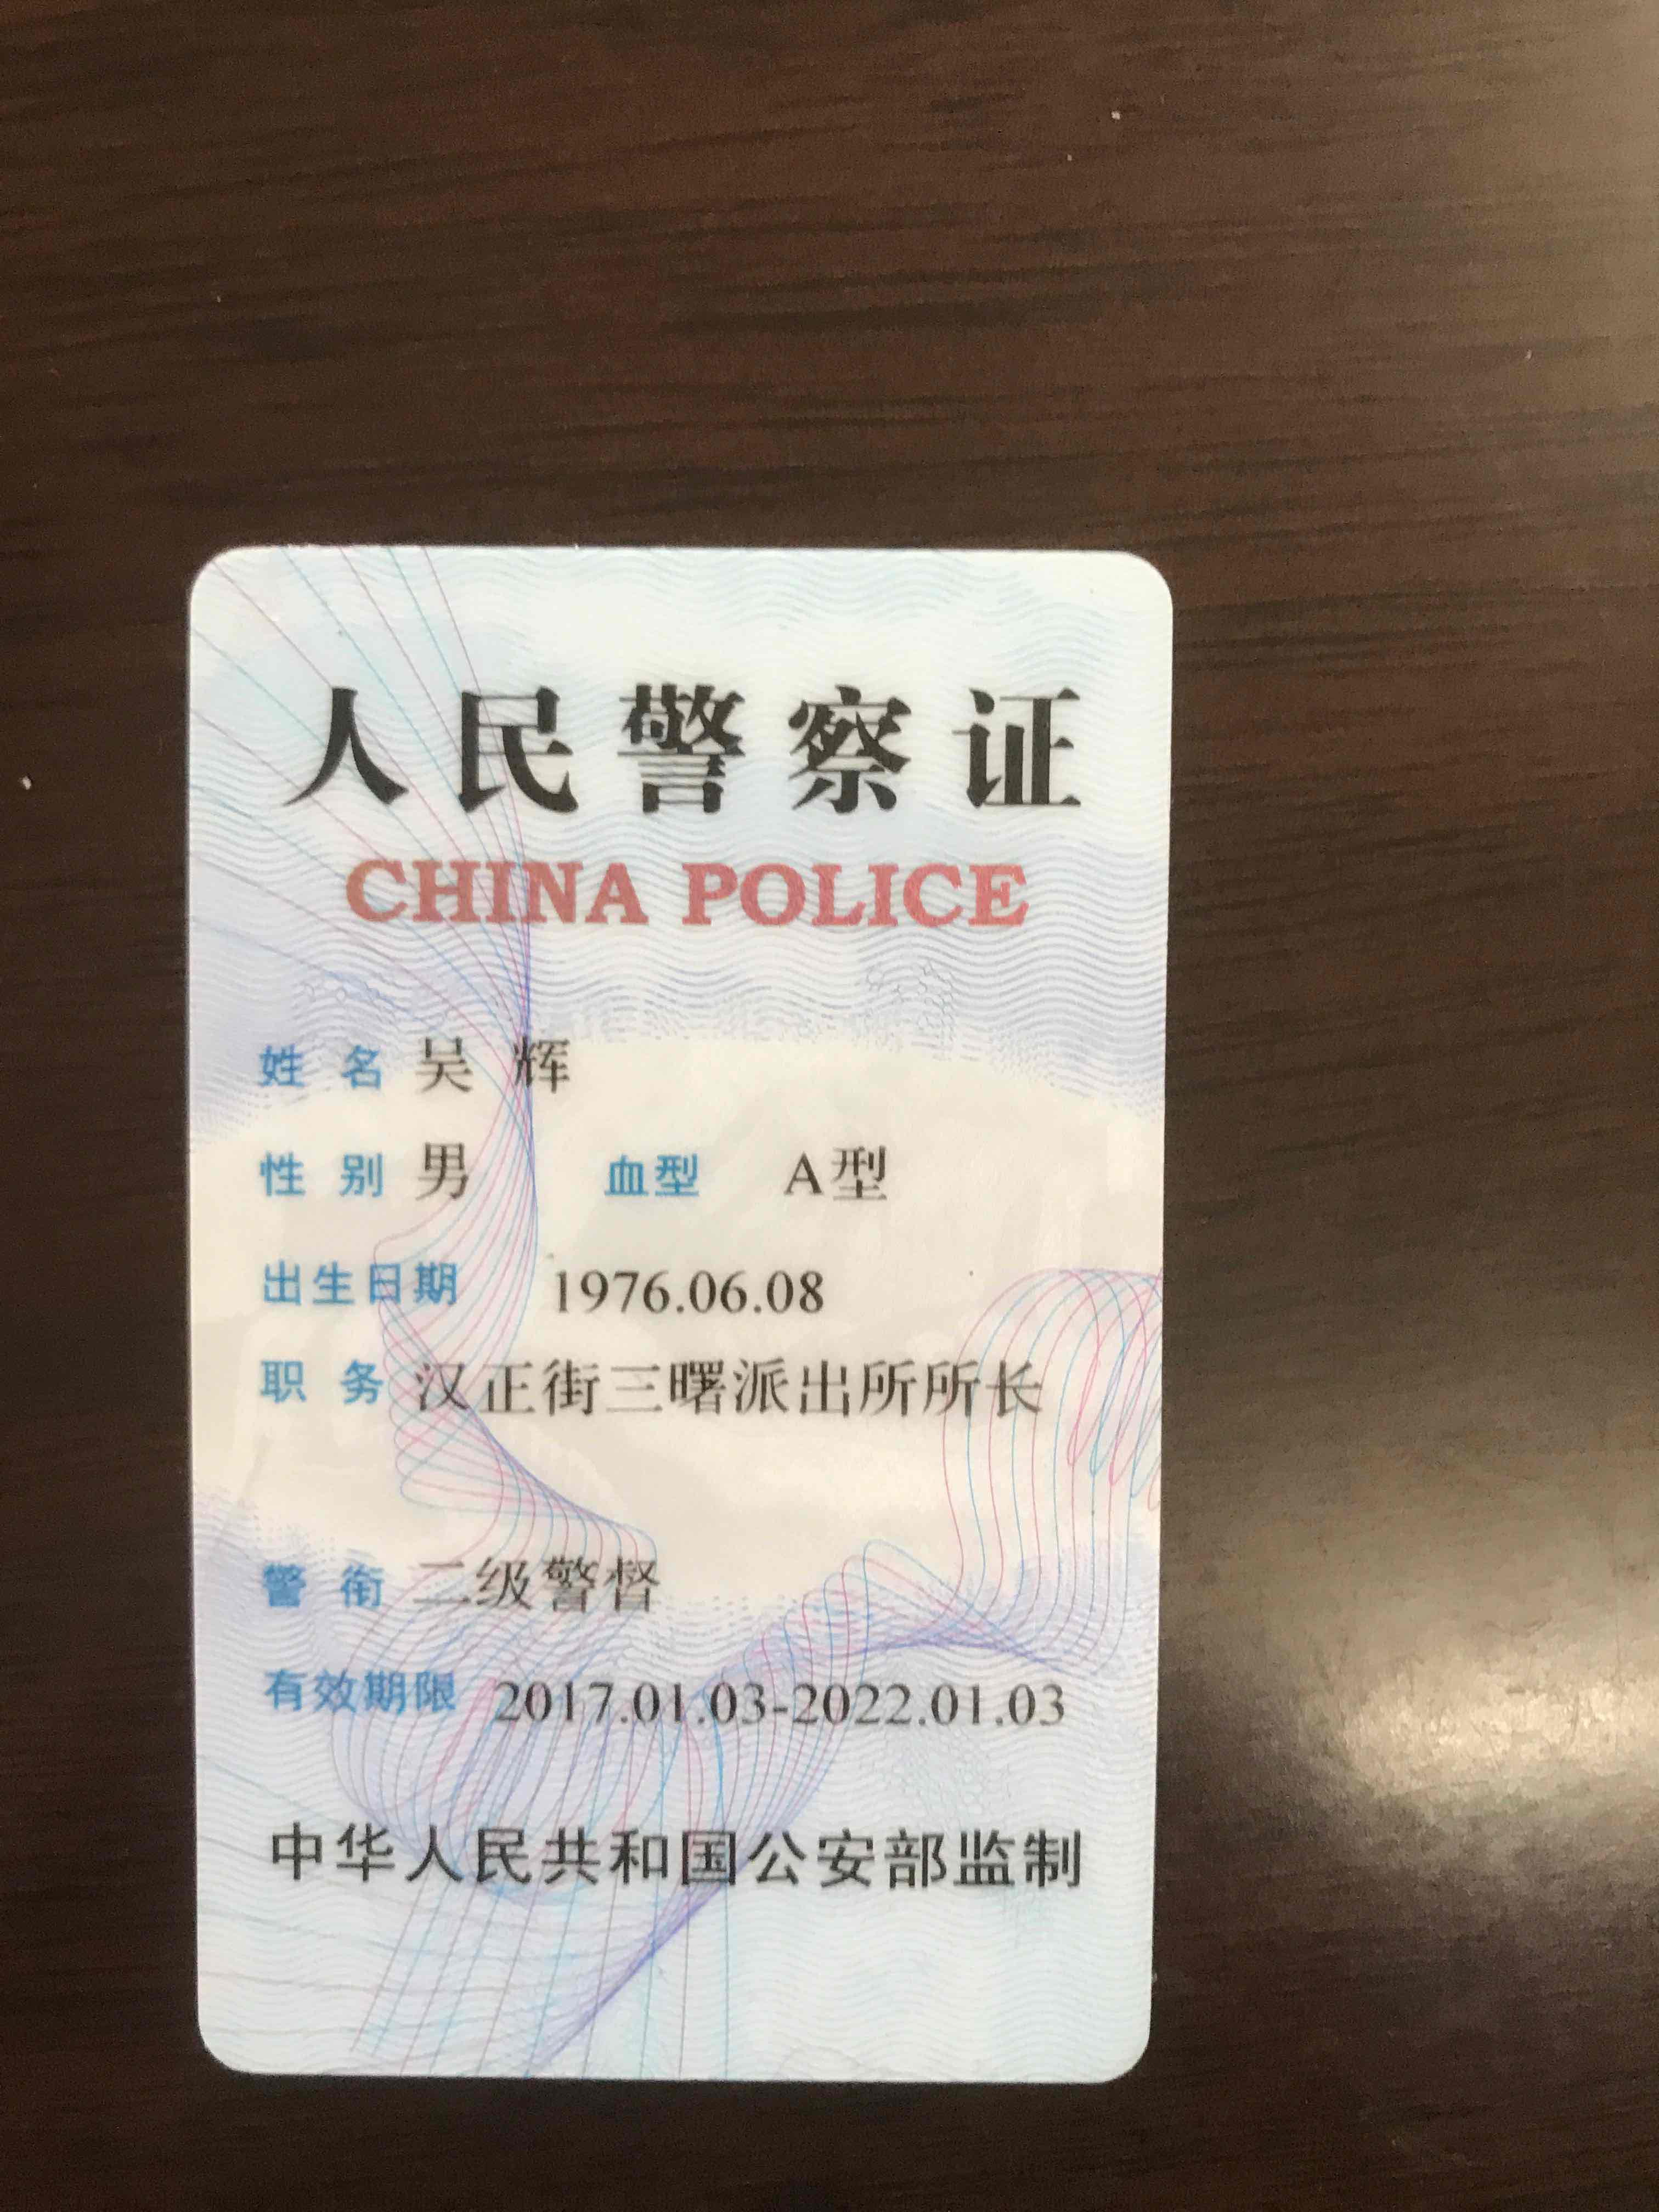 人民警察证
CHINA POLICE
姓 名 吴 辉
性 别 男 血型 A型
出生日期 1976.06.08
职 务 汉正街三曙派出所所长
警 衔 二级警督
有效期限 2017.01.03-2022.01.03
中华人民共和国公安部监制